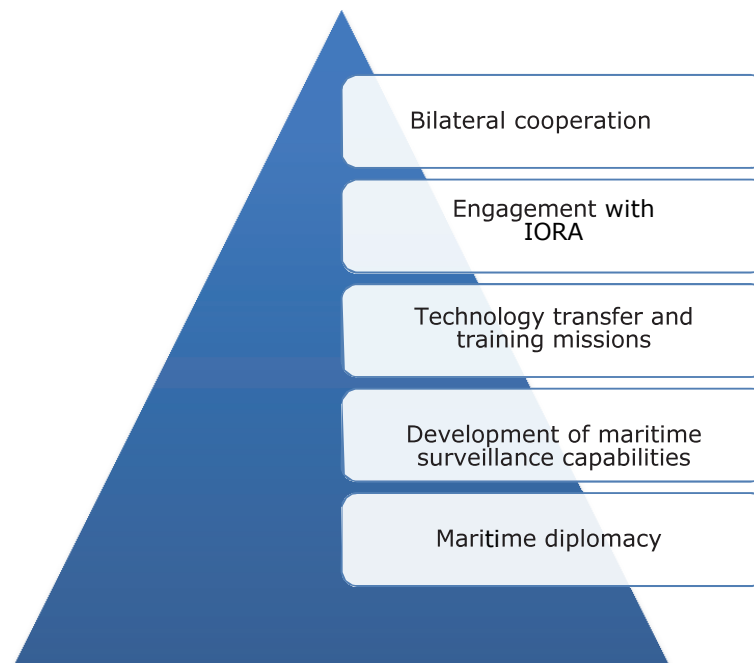 Bilateral cooperation
Engagement with
IORA
Technology transfer and
training missions
Development of maritime
surveillance capabilities
Maritime diplomacy